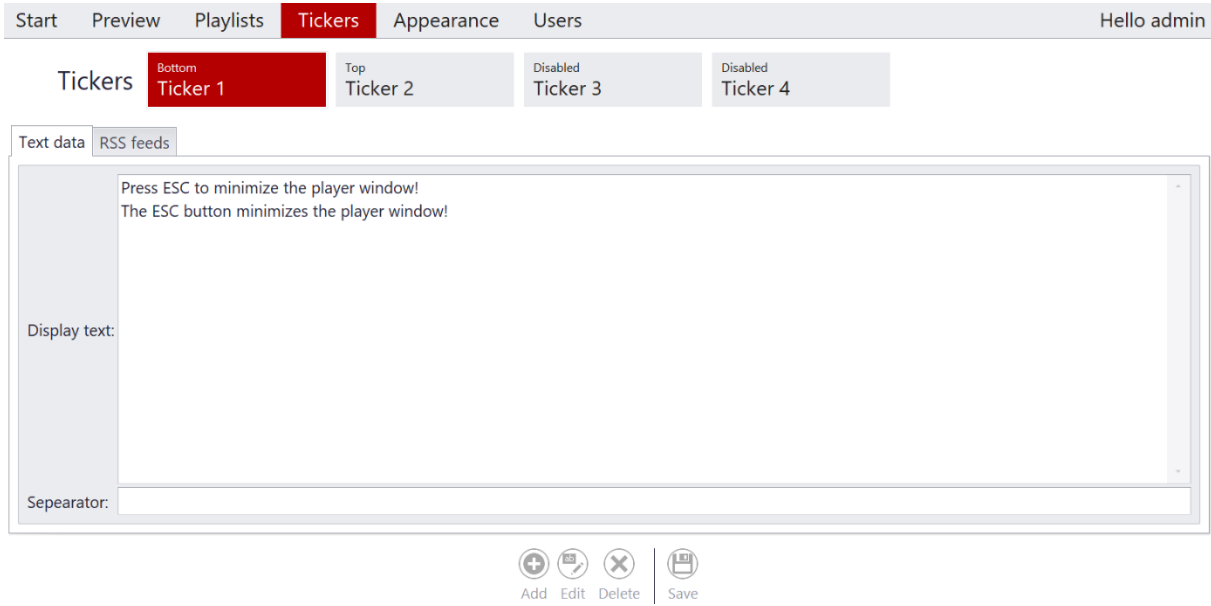 Start Preview Playlists Tickers Appearance Users Hello admin
Tickers
Bottom
Ticker 1
Top
Ticker 2
Disabled
Ticker 3
Disabled
Ticker 4
Text data RSS feeds
Press ESC to minimize the player window!
The ESC button minimizes the player window!
Display text:
Sepearator:
Add Edit Delete Save